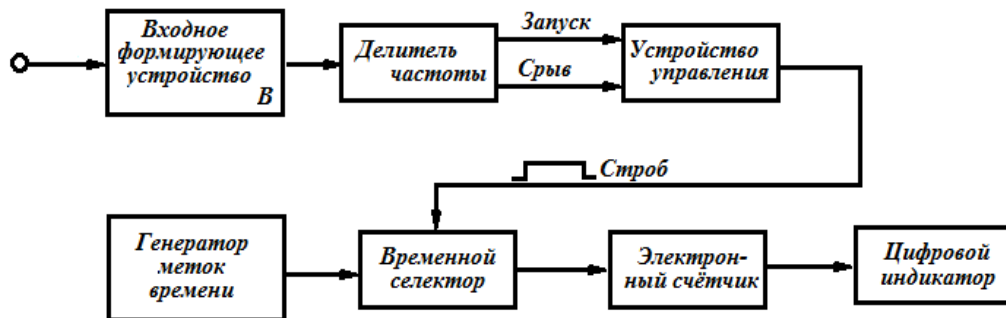 Входное
формирующее
устройство
В
Делитель
частоты
Запуск
Срыв
Устройство
управления
Строб
Генератор
меток
времени
Временной
селектор
Электрон-
ный счётчик
Цифровой
индикатор